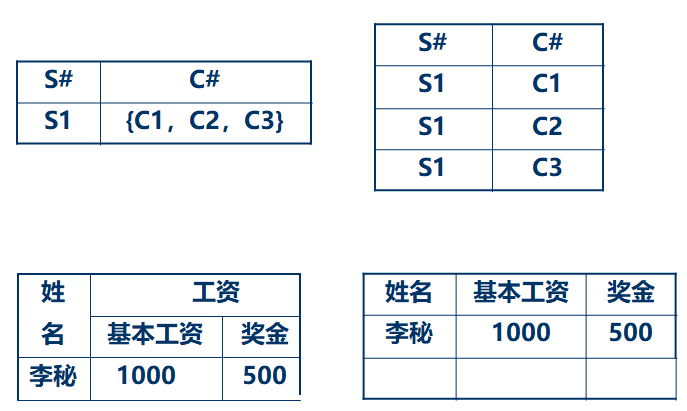 S# C#
S1 {C1，C2，C3}
S# C#
S1 C1
S1 C2
S1 C3
姓 工资
名 基本工资 奖金
李秘 1000 500
姓名 基本工资 奖金
李秘 1000 500